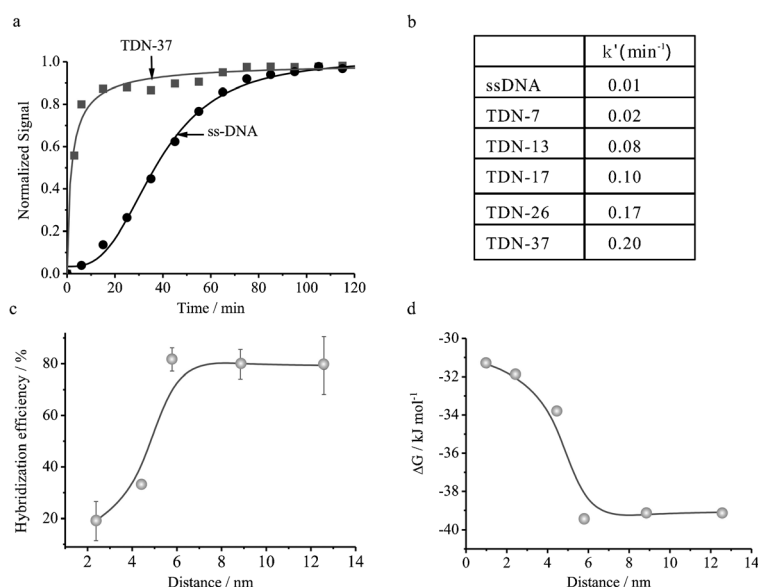 a
TDN-37
ss-DNA
Normalized Signal
1.0
0.8
0.6
0.4
0.2
0.0
0 20 40 60 80 100 120
Time / min
b
k'(min⁻¹)
ssDNA 0.01
TDN-7 0.02
TDN-13 0.08
TDN-17 0.10
TDN-26 0.17
TDN-37 0.20
c
Hybridization efficiency / %
80
60
40
20
2 4 6 8 10 12 14
Distance / nm
d
ΔG / kJ mol⁻¹
-30
-32
-34
-36
-38
-40
0 2 4 6 8 10 12 14
Distance / nm